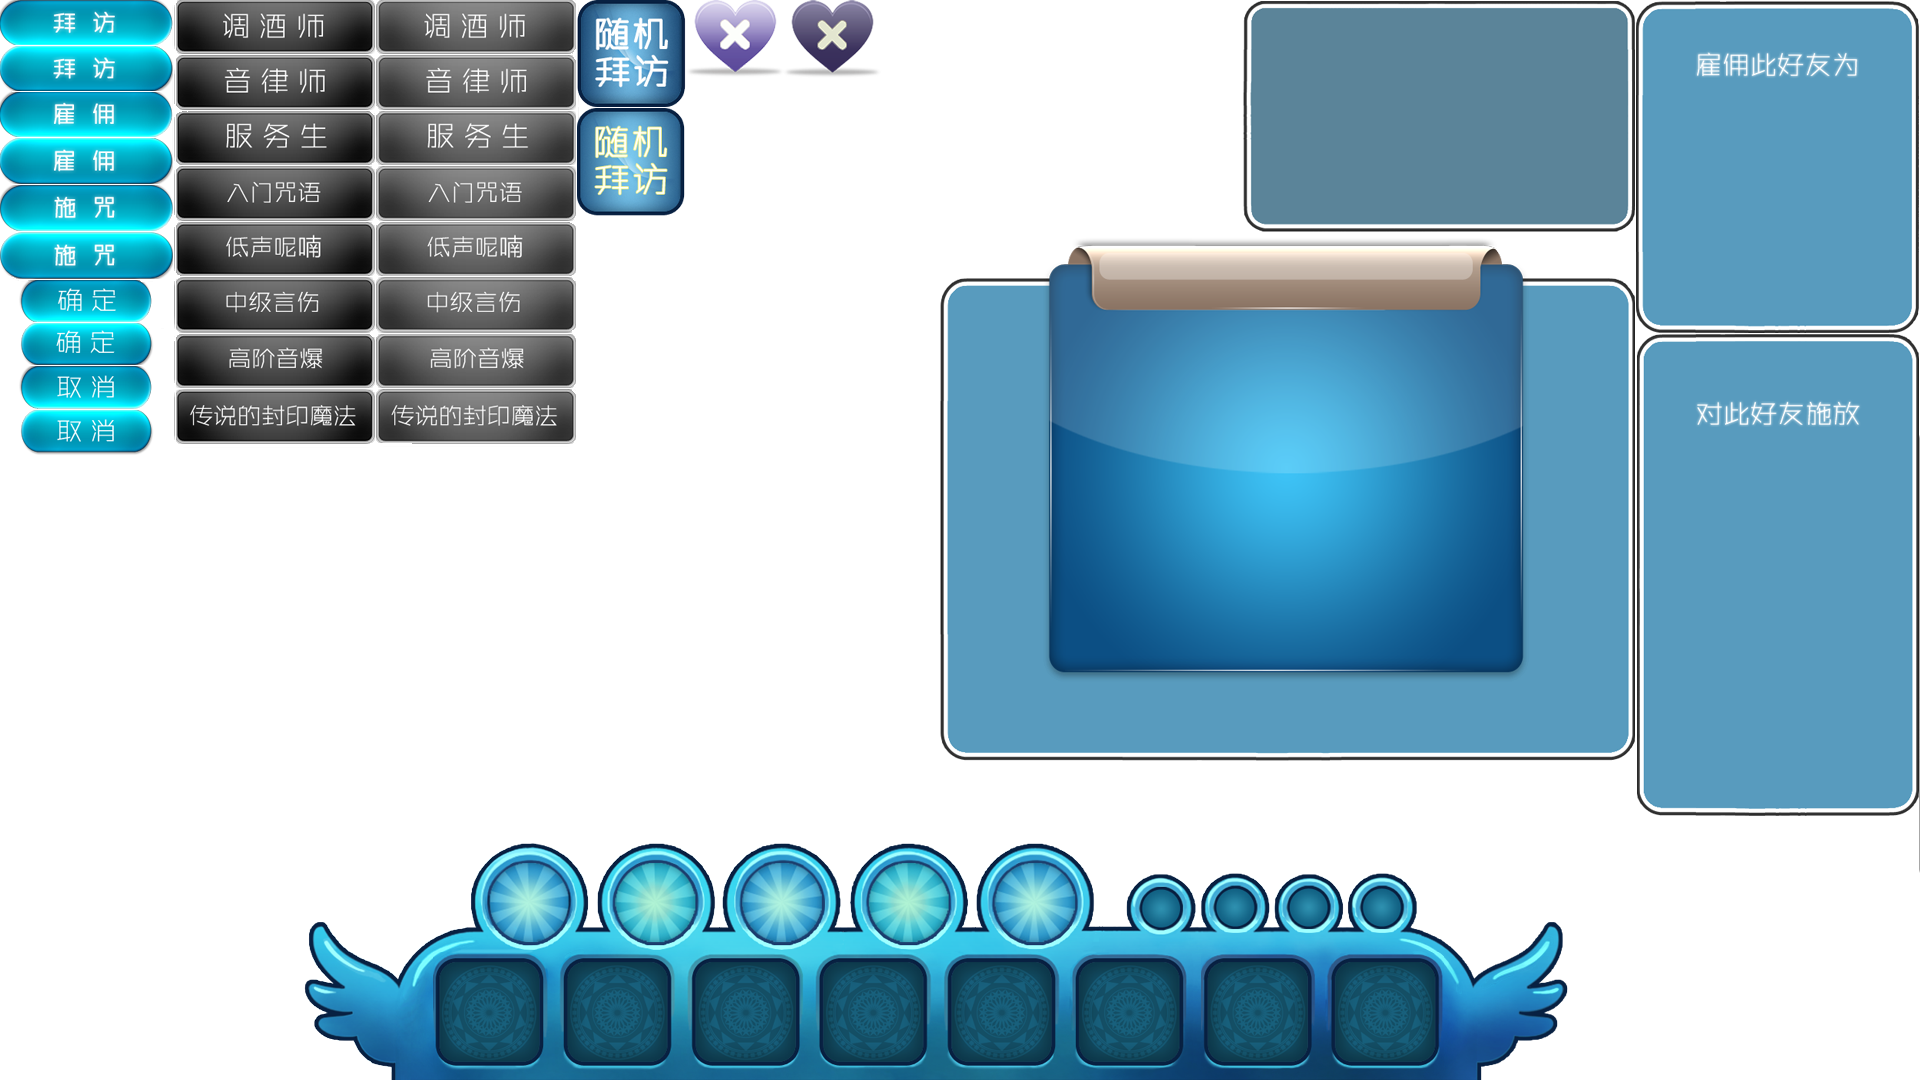 拜 访
拜 访
雇 佣
雇 佣
施 咒
施 咒
确 定
确 定
取 消
取 消
调 酒 师
音 律 师
服 务 生
入门咒语
低声呢喃
中级言伤
高阶音爆
传说的封印魔法
调 酒 师
音 律 师
服 务 生
入门咒语
低声呢喃
中级言伤
高阶音爆
传说的封印魔法
随机
拜访
随机
拜访
雇佣此好友为
对此好友施放